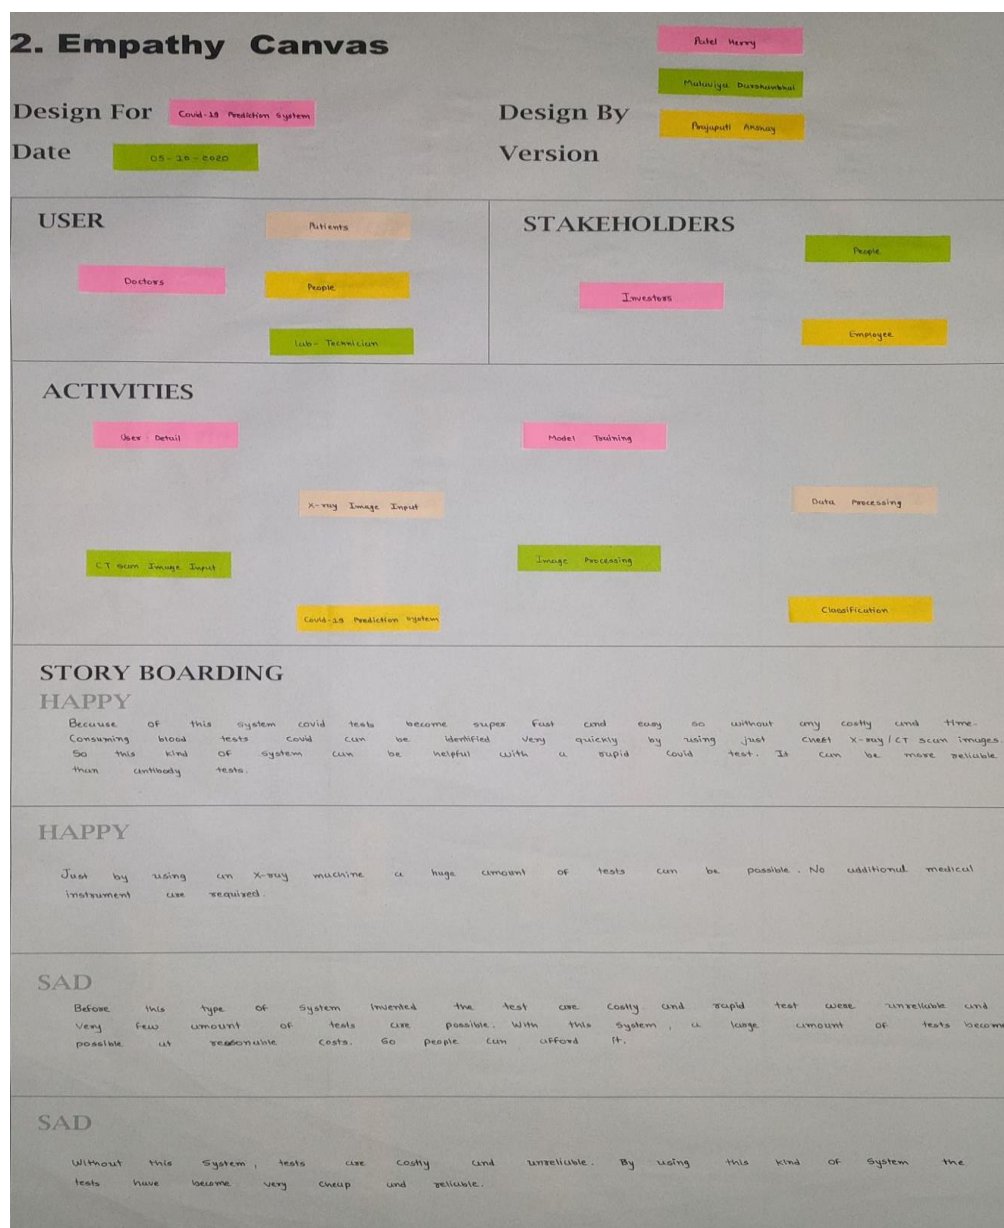 2. Empathy Canvas
Patel Herry
Malaviya Darshanbhai
Prajapati Akshay
Design For Covid-19 Prediction System
Design By
Date
Version
USER
Patients
Doctors
People
Lab-Technician
STAKEHOLDERS
People
Investors
Employee
ACTIVITIES
User Detail
Model Training
X-ray Image Input
Data Processing
CT scan Image Input
Image Processing
Covid-19 Prediction System
Classification
STORY BOARDING
HAPPY
Because of this system covid tests become super fast and easy so without any costly and time-
Consuming blood tests covid can be identified very quickly by using just chest X-ray/CT scan images.
So this kind of system can be helpful with a rapid Covid test. It can be more reliable
than antibody tests.
HAPPY
Just by using an X-ray machine a huge amount of tests can be possible. No additional medical
instrument are required.
SAD
Before this type of system invented the test are costly and rapid test were unreliable and
very few amount of tests are possible. With this system, a large amount of tests become
possible at reasonable costs. So people can afford it.
SAD
Without this System, tests are costly and unreliable. By using this kind of System the
tests have become very cheap and reliable.